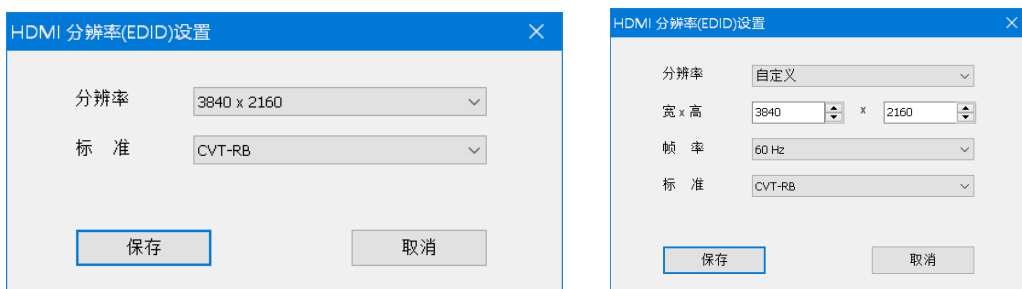 HDMI 分辨率(EDID)设置
分辨率 3840 x 2160
标 准 CVT-RB
保存 取消
HDMI 分辨率(EDID)设置
分辨率 自定义
宽 x 高 3840 x 2160
帧 率 60 Hz
标 准 CVT-RB
保存 取消